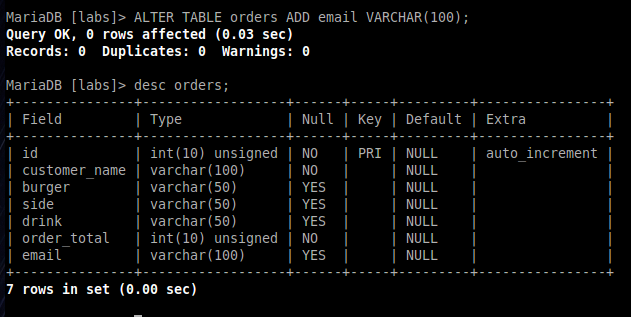 MariaDB [labs]> ALTER TABLE orders ADD email VARCHAR(100);
Query OK, 0 rows affected (0.03 sec)
Records: 0  Duplicates: 0  Warnings: 0

MariaDB [labs]> desc orders;
+---------------+------------------+------+-----+---------+----------------+
| Field         | Type             | Null | Key | Default | Extra          |
+---------------+------------------+------+-----+---------+----------------+
| id            | int(10) unsigned | NO   | PRI | NULL    | auto_increment |
| customer_name | varchar(100)     | NO   |     | NULL    |                |
| burger        | varchar(50)      | YES  |     | NULL    |                |
| side          | varchar(50)      | YES  |     | NULL    |                |
| drink         | varchar(50)      | YES  |     | NULL    |                |
| order_total   | int(10) unsigned | NO   |     | NULL    |                |
| email         | varchar(100)     | YES  |     | NULL    |                |
+---------------+------------------+------+-----+---------+----------------+
7 rows in set (0.00 sec)